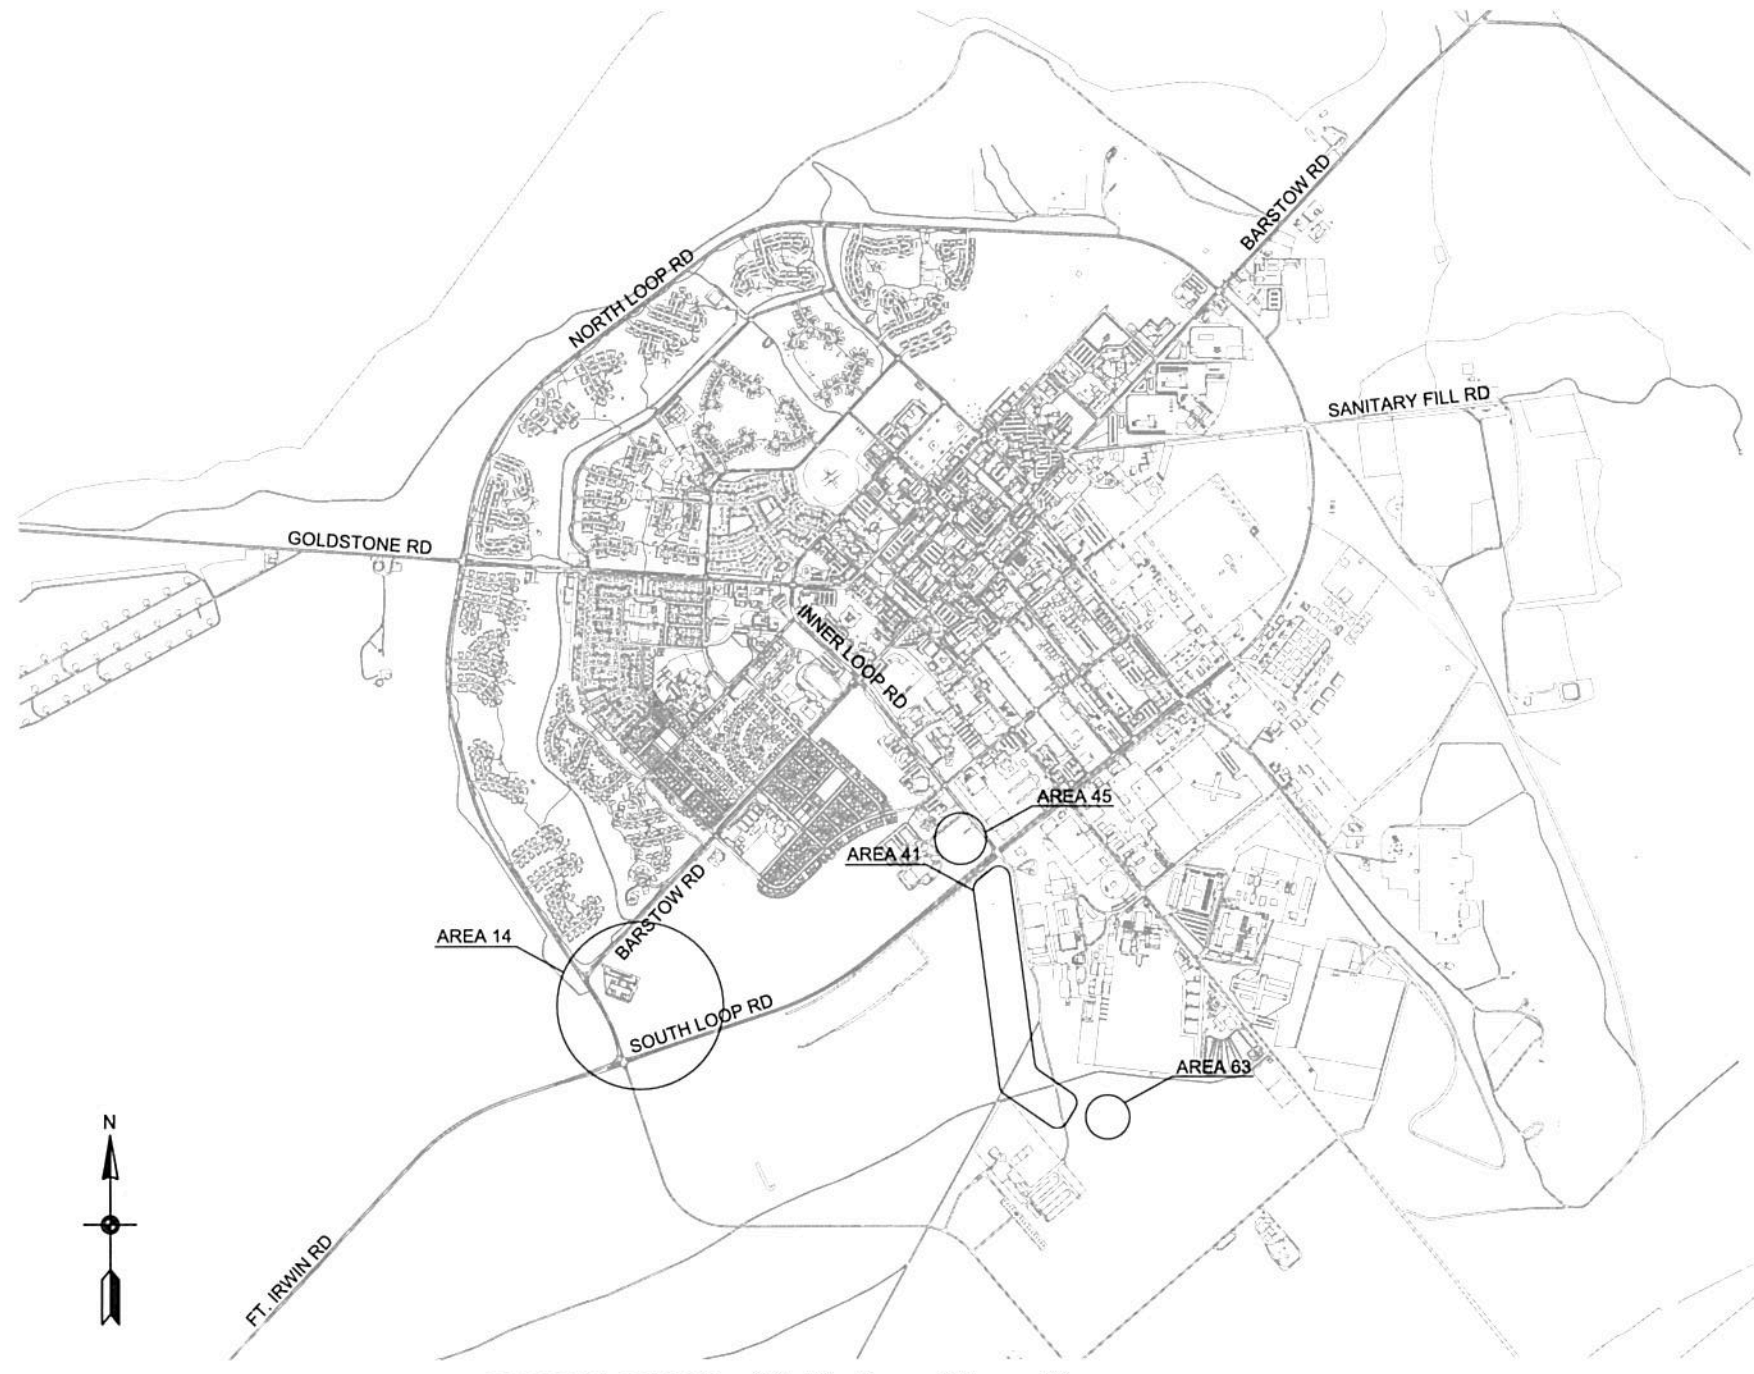 BARSTOW RD
NORTH LOOP RD
SANITARY FILL RD
GOLDSTONE RD
INNER LOOP RD
AREA 45
AREA 41
BARSTOW RD
AREA 14
SOUTH LOOP RD
AREA 63
N
FT. IRWIN RD